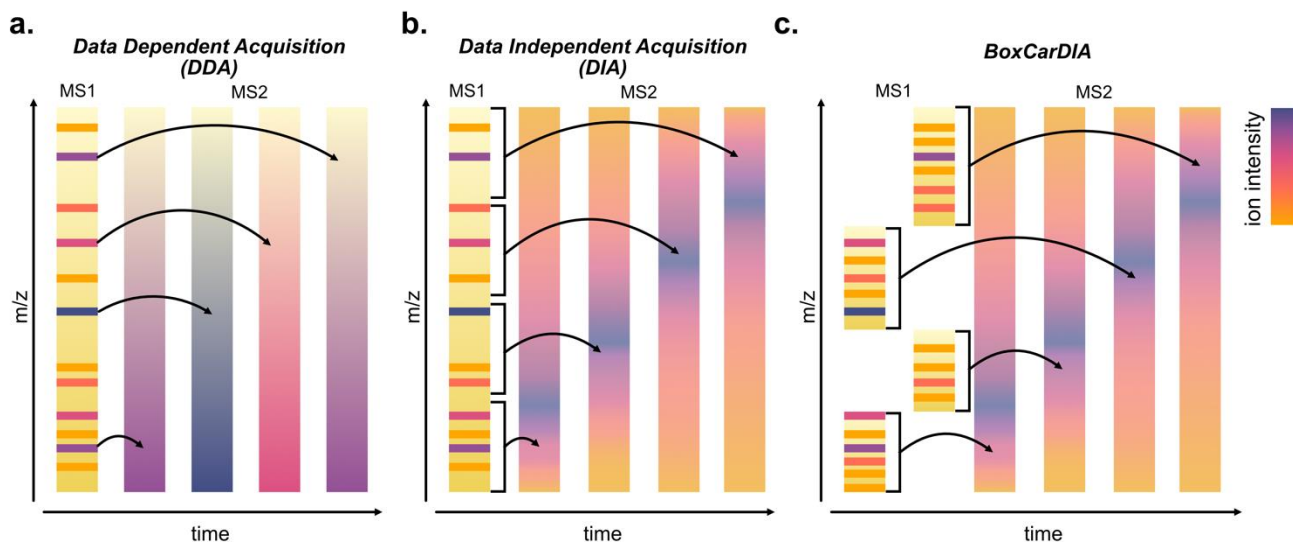 a.
Data Dependent Acquisition
(DDA)
MS1
MS2
m/z
time
b.
Data Independent Acquisition
(DIA)
MS1
MS2
m/z
time
c.
BoxCarDIA
MS1
MS2
m/z
time
ion intensity